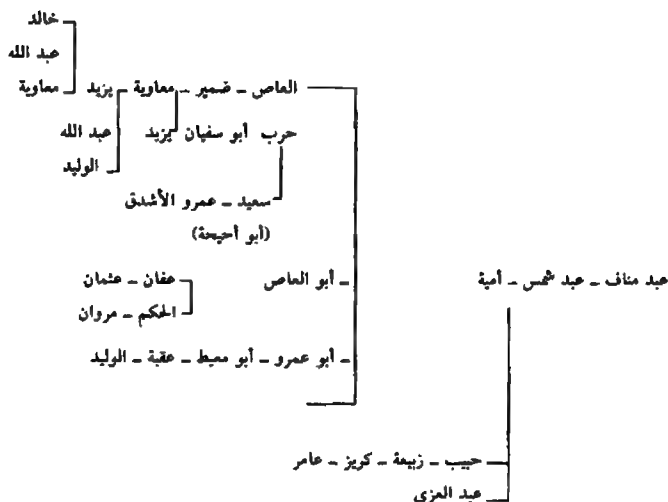 خالد
عبد الله
معاوية
العاص - ضمير - معاوية - يزيد
حرب أبو سفيان يزيد عبد الله
الوليد
سعيد - عمرو الأشدق
(أبو أحيحة)
عفان - عثمان
عبد مناف - عبد شمس - أمية - أبو العاص
الحكم - مروان
- أبو عمرو - أبو معيط - عقبة - الوليد
حبيب - زبيعة - كريز - عامر
عبد العزي